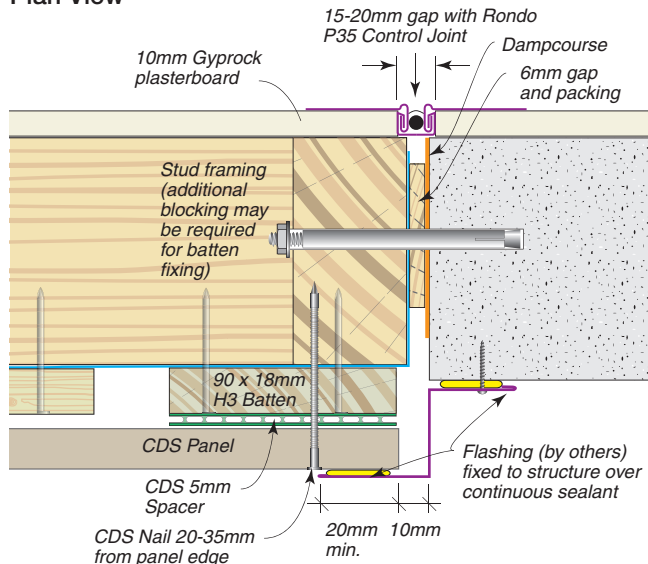 Plan View
15-20mm gap with Rondo
P35 Control Joint
10mm Gyprock
plasterboard
Dampcourse
6mm gap
and packing
Stud framing
(additional
blocking may
be required
for batten
fixing)
90 x 18mm
H3 Batten
CDS Panel
CDS 5mm
Spacer
CDS Nail 20-35mm
from panel edge
20mm
min.
10mm
Flashing (by others)
fixed to structure over
continuous sealant